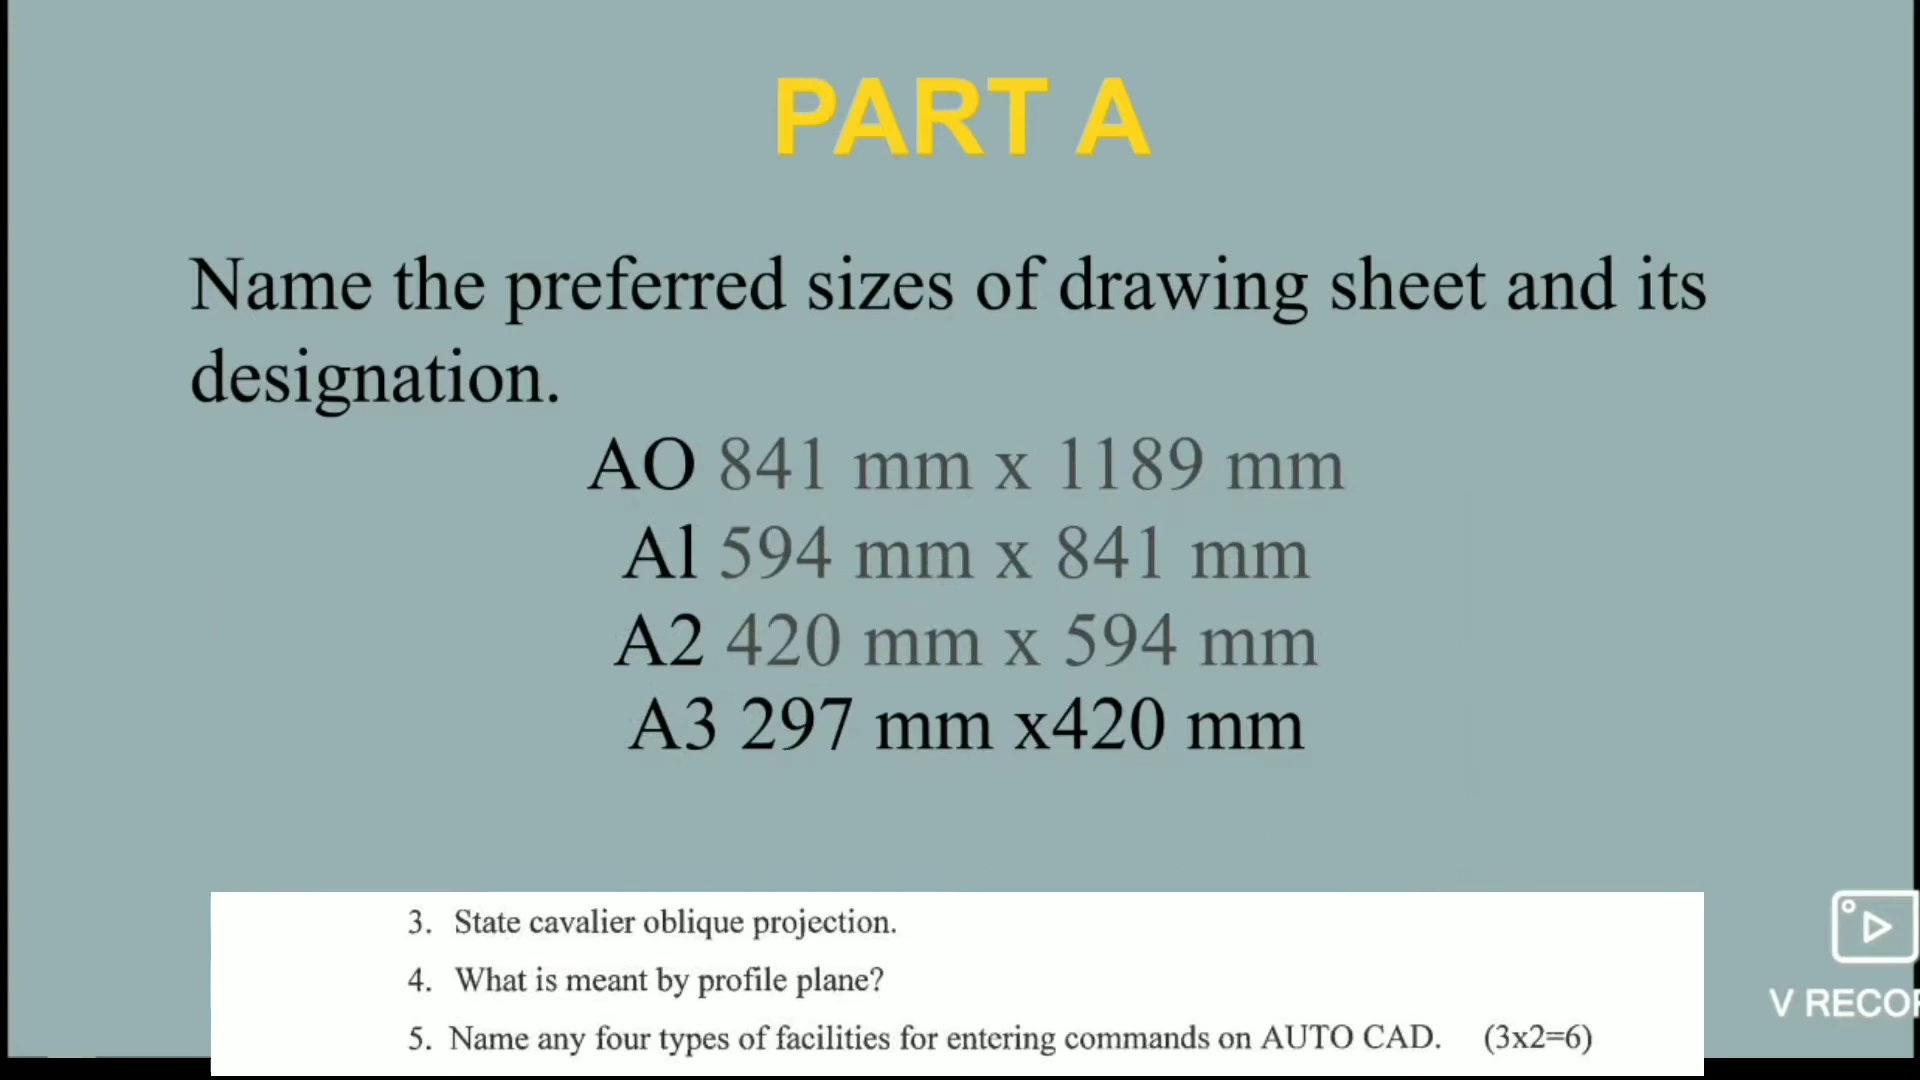 PART A
Name the preferred sizes of drawing sheet and its
designation.
AO 841 mm x 1189 mm
A1 594 mm x 841 mm
A2 420 mm x 594 mm
A3 297 mm x420 mm
3. State cavalier oblique projection.
4. What is meant by profile plane?
5. Name any four types of facilities for entering commands on AUTO CAD. (3x2=6)
V RECOR